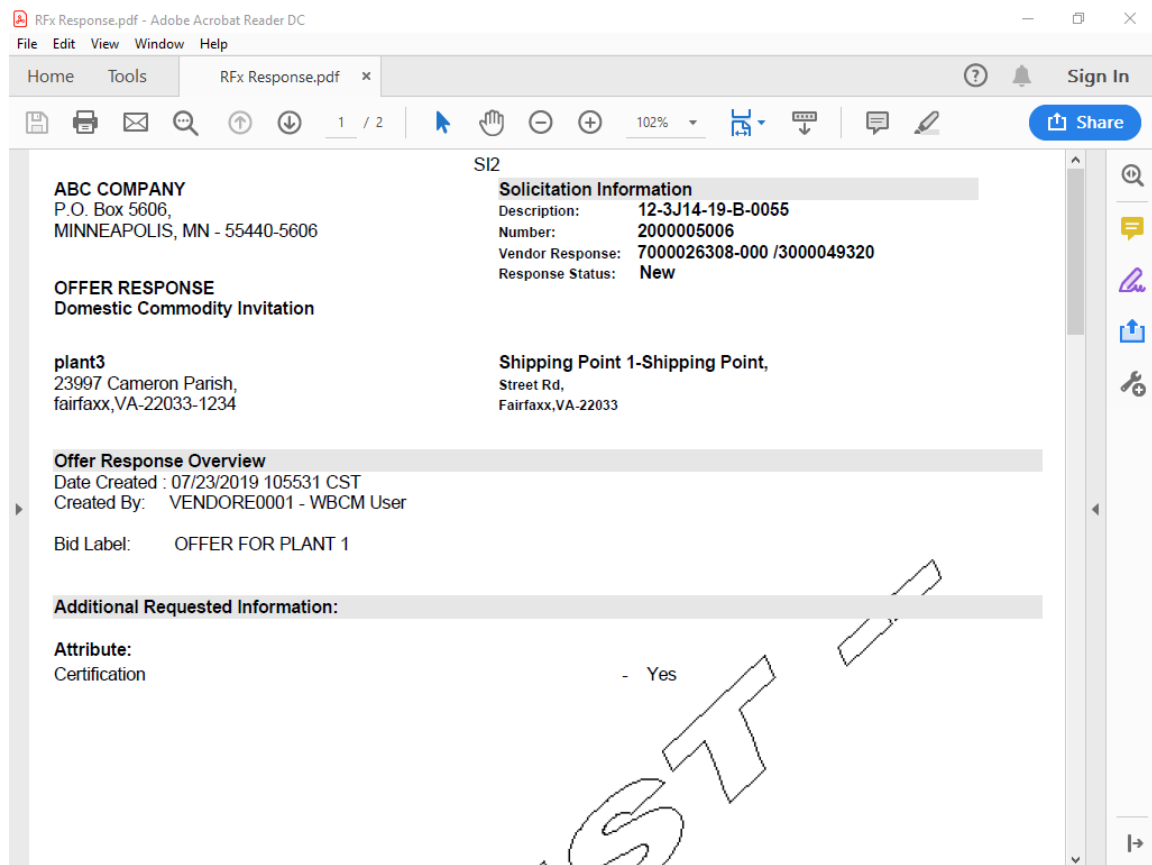 RFx Response.pdf - Adobe Acrobat Reader DC
File Edit View Window Help
Home Tools RFx Response.pdf × Sign In
1 / 2 102% Share
SI2
ABC COMPANY
P.O. Box 5606,
MINNEAPOLIS, MN - 55440-5606
Solicitation Information
Description: 12-3J14-19-B-0055
Number: 2000005006
Vendor Response: 7000026308-000 /3000049320
Response Status: New
OFFER RESPONSE
Domestic Commodity Invitation
plant3
23997 Cameron Parish,
fairfaxx,VA-22033-1234
Shipping Point 1-Shipping Point,
Street Rd,
Fairfaxx,VA-22033
Offer Response Overview
Date Created : 07/23/2019 105531 CST
Created By: VENDORE0001 - WBCM User
Bid Label: OFFER FOR PLANT 1
Additional Requested Information:
Attribute:
Certification - Yes
ST -